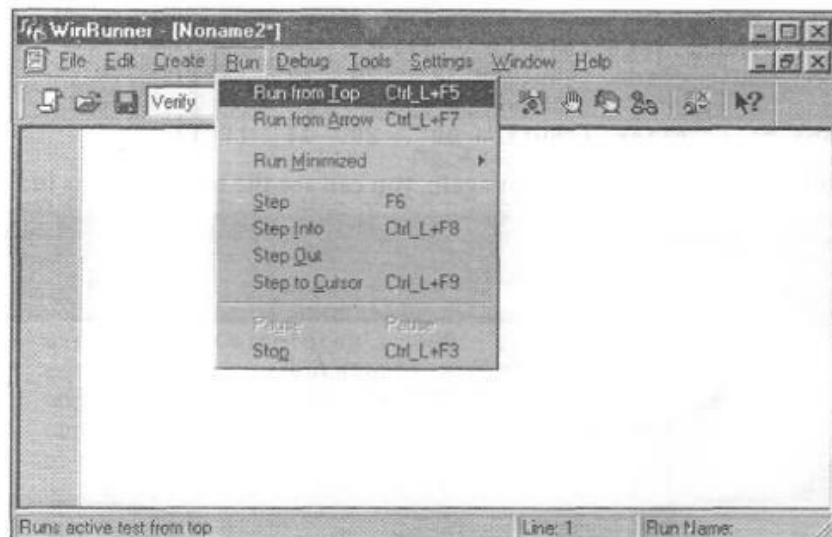 WinRunner - [Noname2*]
File Edit Create Run Debug Tools Settings Window Help
Verify
Run from Top Ctrl_L+F5
Run from Arrow Ctrl_L+F7
Run Minimized
Step F6
Step Into Ctrl_L+F8
Step Out
Step to Cursor Ctrl_L+F9
Pause Pause
Stop Ctrl_L+F3
Runs active test from top Line: 1 Run Name: